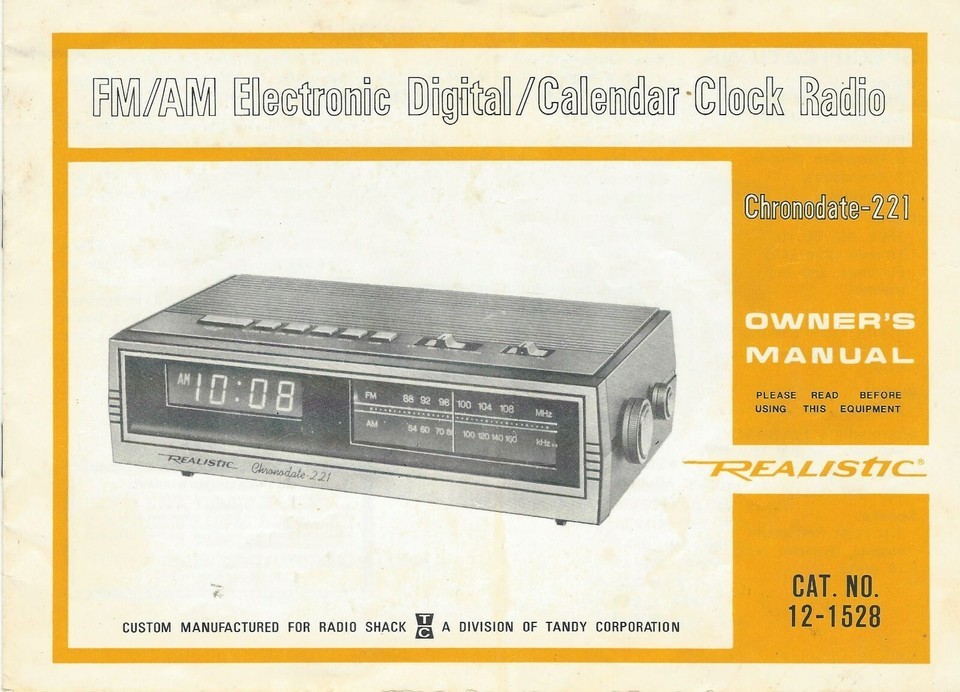 FM/AM Electronic Digital/Calendar Clock Radio
Chronodate-221
OWNER'S
MANUAL
PLEASE READ BEFORE
USING THIS EQUIPMENT
REALISTIC®
CAT. NO.
12-1528
AM 10:08
FM 88 92 96 100 104 108 MHz
AM 54 60 70 8 100 120 140 160 kHz
REALISTIC Chronodate-221
CUSTOM MANUFACTURED FOR RADIO SHACK TC A DIVISION OF TANDY CORPORATION